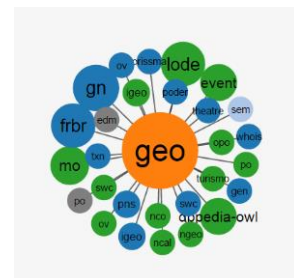 ov
prissma
lode
gn
igeo
poder
event
edm
theatre
sem
frbr
geo
opo
whois
mo
txn
po
swc
turismo
gen
po
pns
nco
swc
qopedia-owl
ov
igeo
ncal
ngeo